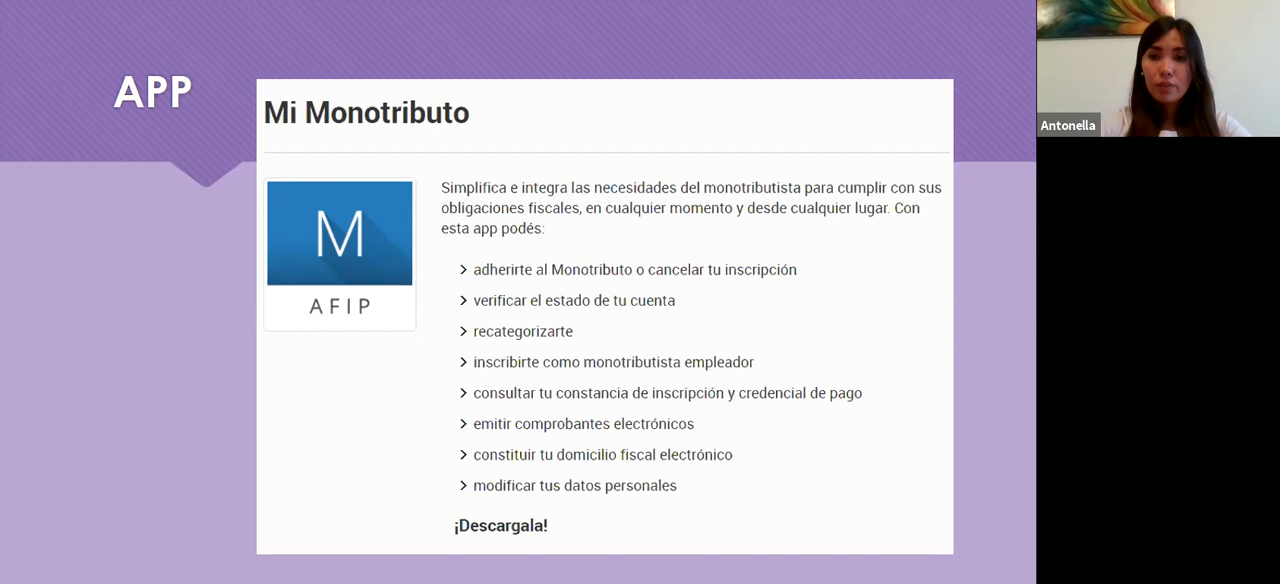 APP
Mi Monotributo
M
AFIP
Simplifica e integra las necesidades del monotributista para cumplir con sus
obligaciones fiscales, en cualquier momento y desde cualquier lugar. Con
esta app podés:
> adherirte al Monotributo o cancelar tu inscripción
> verificar el estado de tu cuenta
> recategorizarte
> inscribirte como monotributista empleador
> consultar tu constancia de inscripción y credencial de pago
> emitir comprobantes electrónicos
> constituir tu domicilio fiscal electrónico
> modificar tus datos personales
¡Descargala!
Antonella